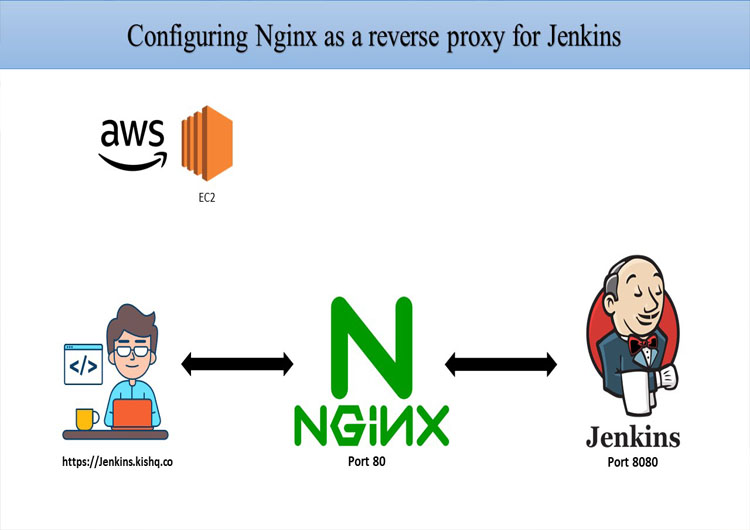 Configuring Nginx as a reverse proxy for Jenkins
aws
EC2
</>
NGiNX
Jenkins
https://Jenkins.kishq.co
Port 80
Port 8080